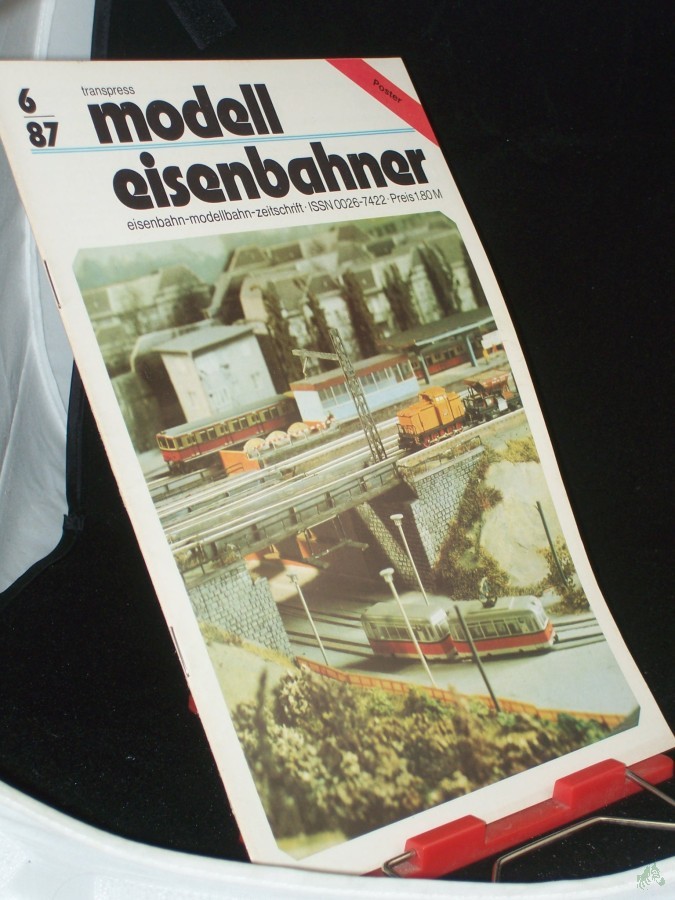 6
87
transpress
modell
eisenbahner
eisenbahn-modellbahn-zeitschrift · ISSN 0026-7422 · Preis 1.80 M
Poster